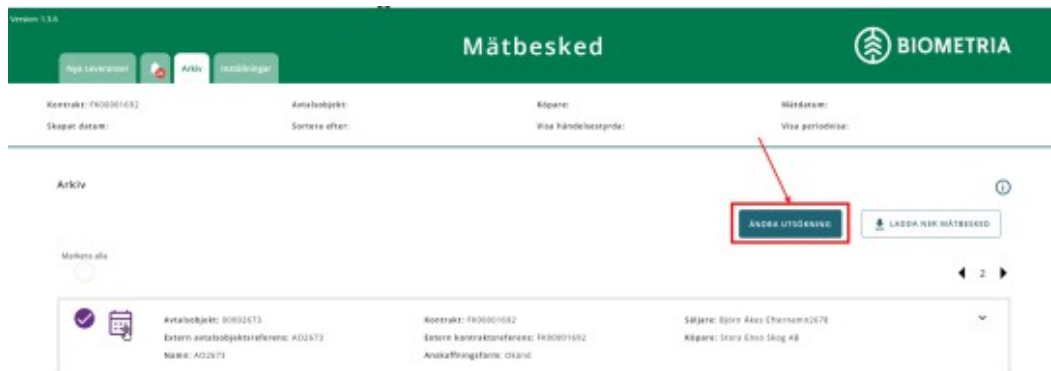 Version: 1.3.6
Mätbesked
BIOMETRIA
Nya Leveranser Arkiv Inställningar
Kontrakt: FK00001692 Avtalsobjekt: Köpare: Mätdatum:
Skapat datum: Sortera efter: Visa händelsestyrda: Visa periodvisa:
Arkiv
ÄNDRA UTSÖKNING LADDA NER MÄTBESKED
Markera alla
2
Avtalsobjekt: 00002673 Kontrakt: FK00001692 Säljare: Björn Åkes Efternamn2678
Extern avtalsobjektsreferens: AO2673 Extern kontraktsreferens: FK00001692 Köpare: Stora Enso Skog AB
Namn: AO2673 Anskaffningsform: Okänd